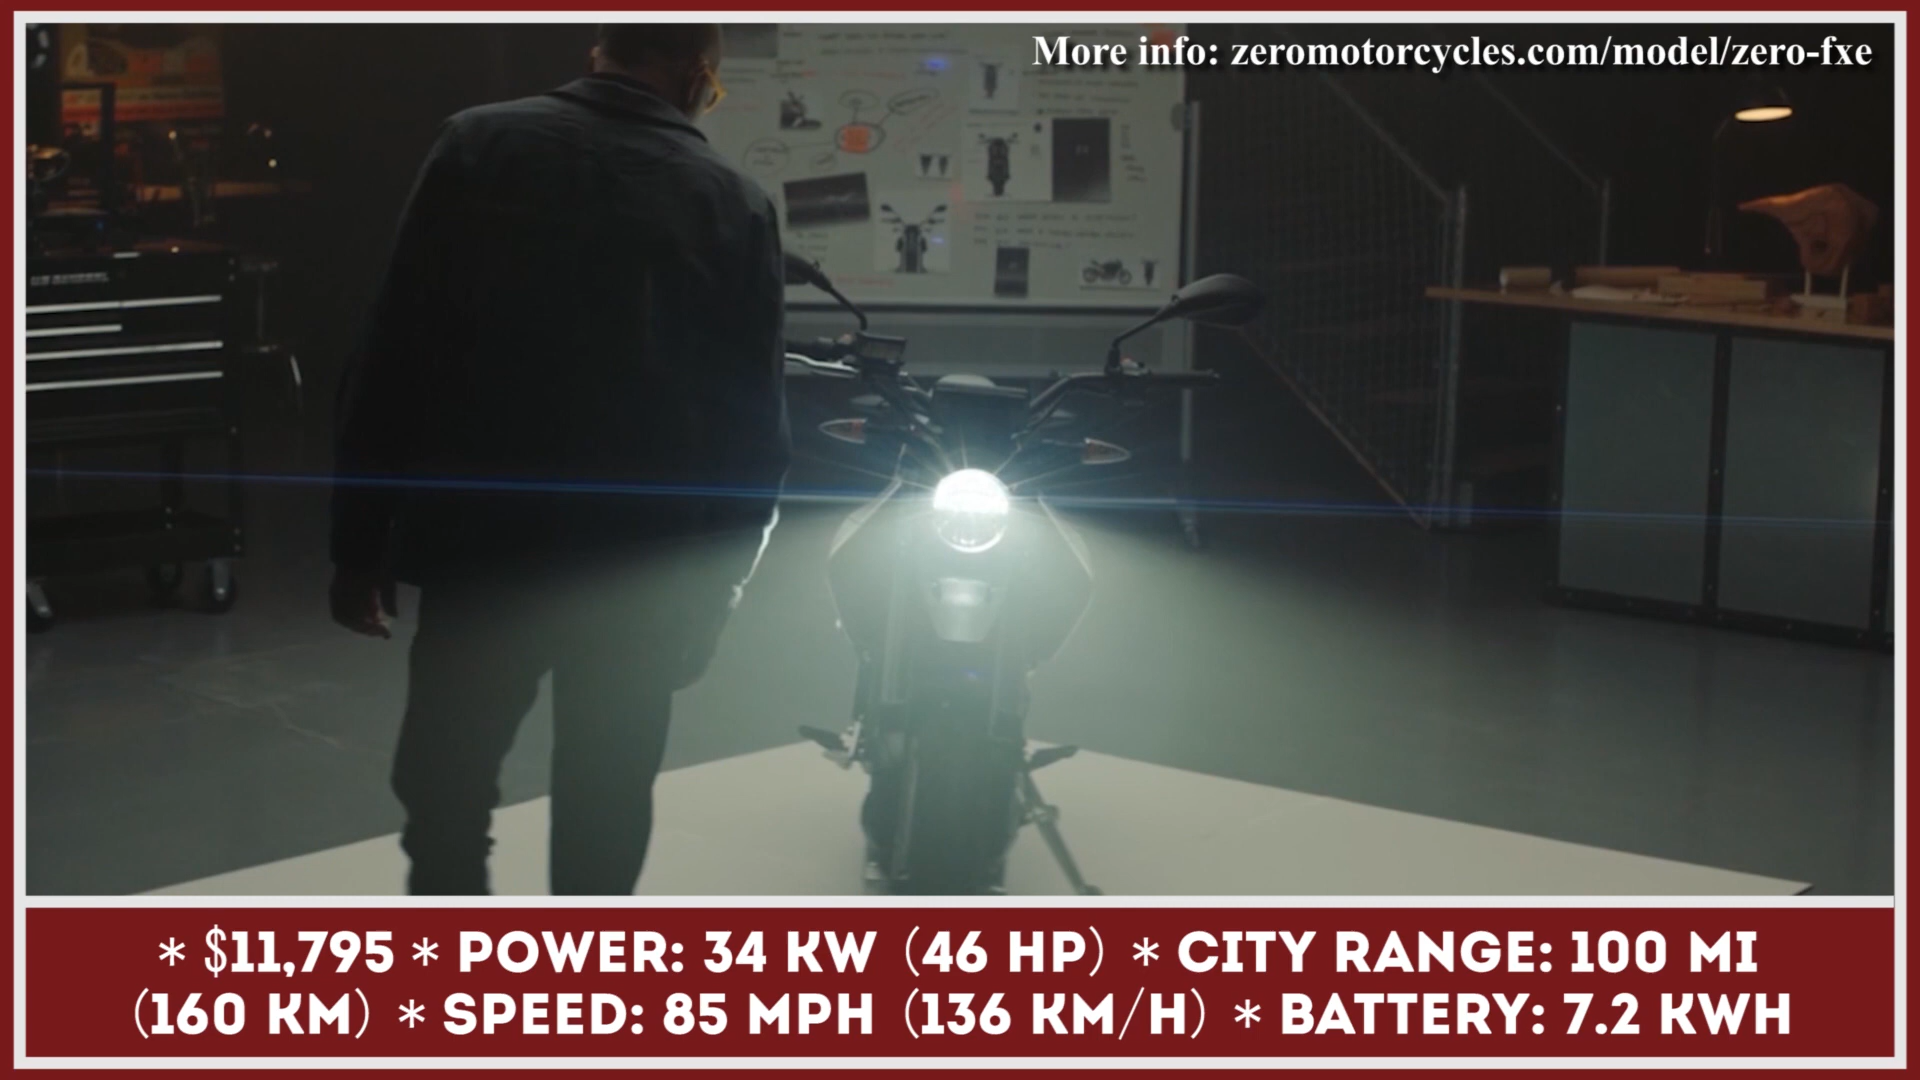 More info: zeromotorcycles.com/model/zero-fxe
* $11,795 * POWER: 34 KW (46 HP) * CITY RANGE: 100 MI
(160 KM) * SPEED: 85 MPH (136 KM/H) * BATTERY: 7.2 KWH